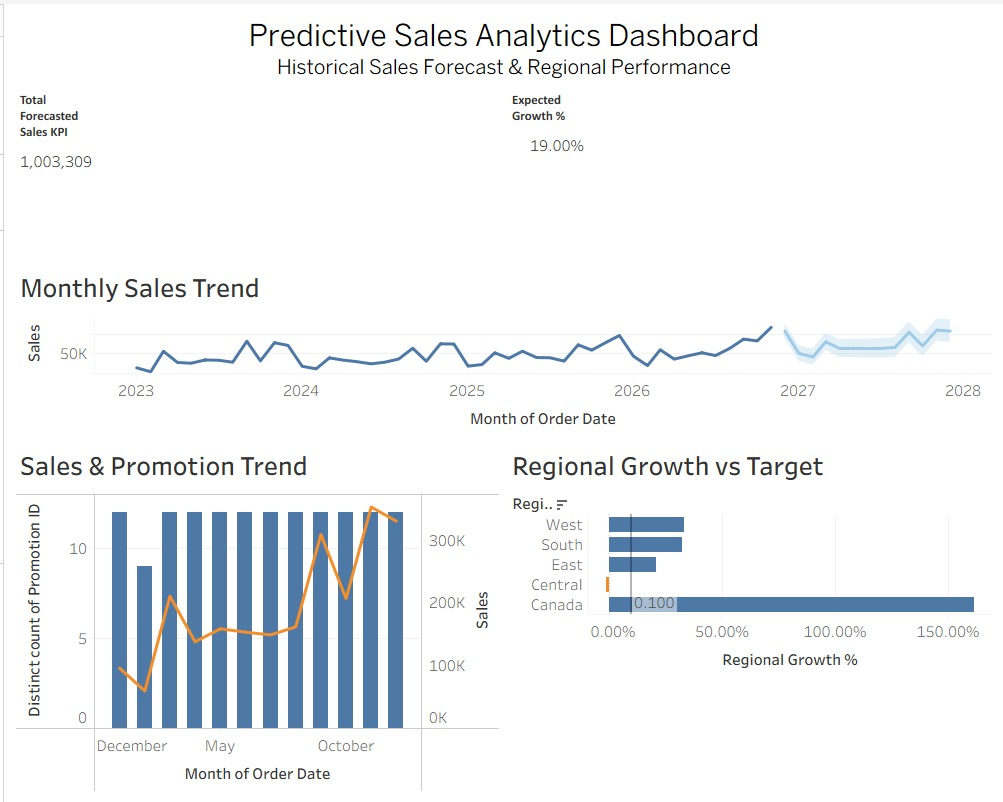 Predictive Sales Analytics Dashboard
Historical Sales Forecast & Regional Performance
Total
Forecasted
Sales KPI
1,003,309
Expected
Growth %
19.00%
Monthly Sales Trend
Sales
50K
2023 2024 2025 2026 2027 2028
Month of Order Date
Sales & Promotion Trend
Distinct count of Promotion ID
10
5
0
300K
200K
100K
0K
Sales
December May October
Month of Order Date
Regional Growth vs Target
Regi..
West
South
East
Central
Canada
0.100
0.00% 50.00% 100.00% 150.00%
Regional Growth %